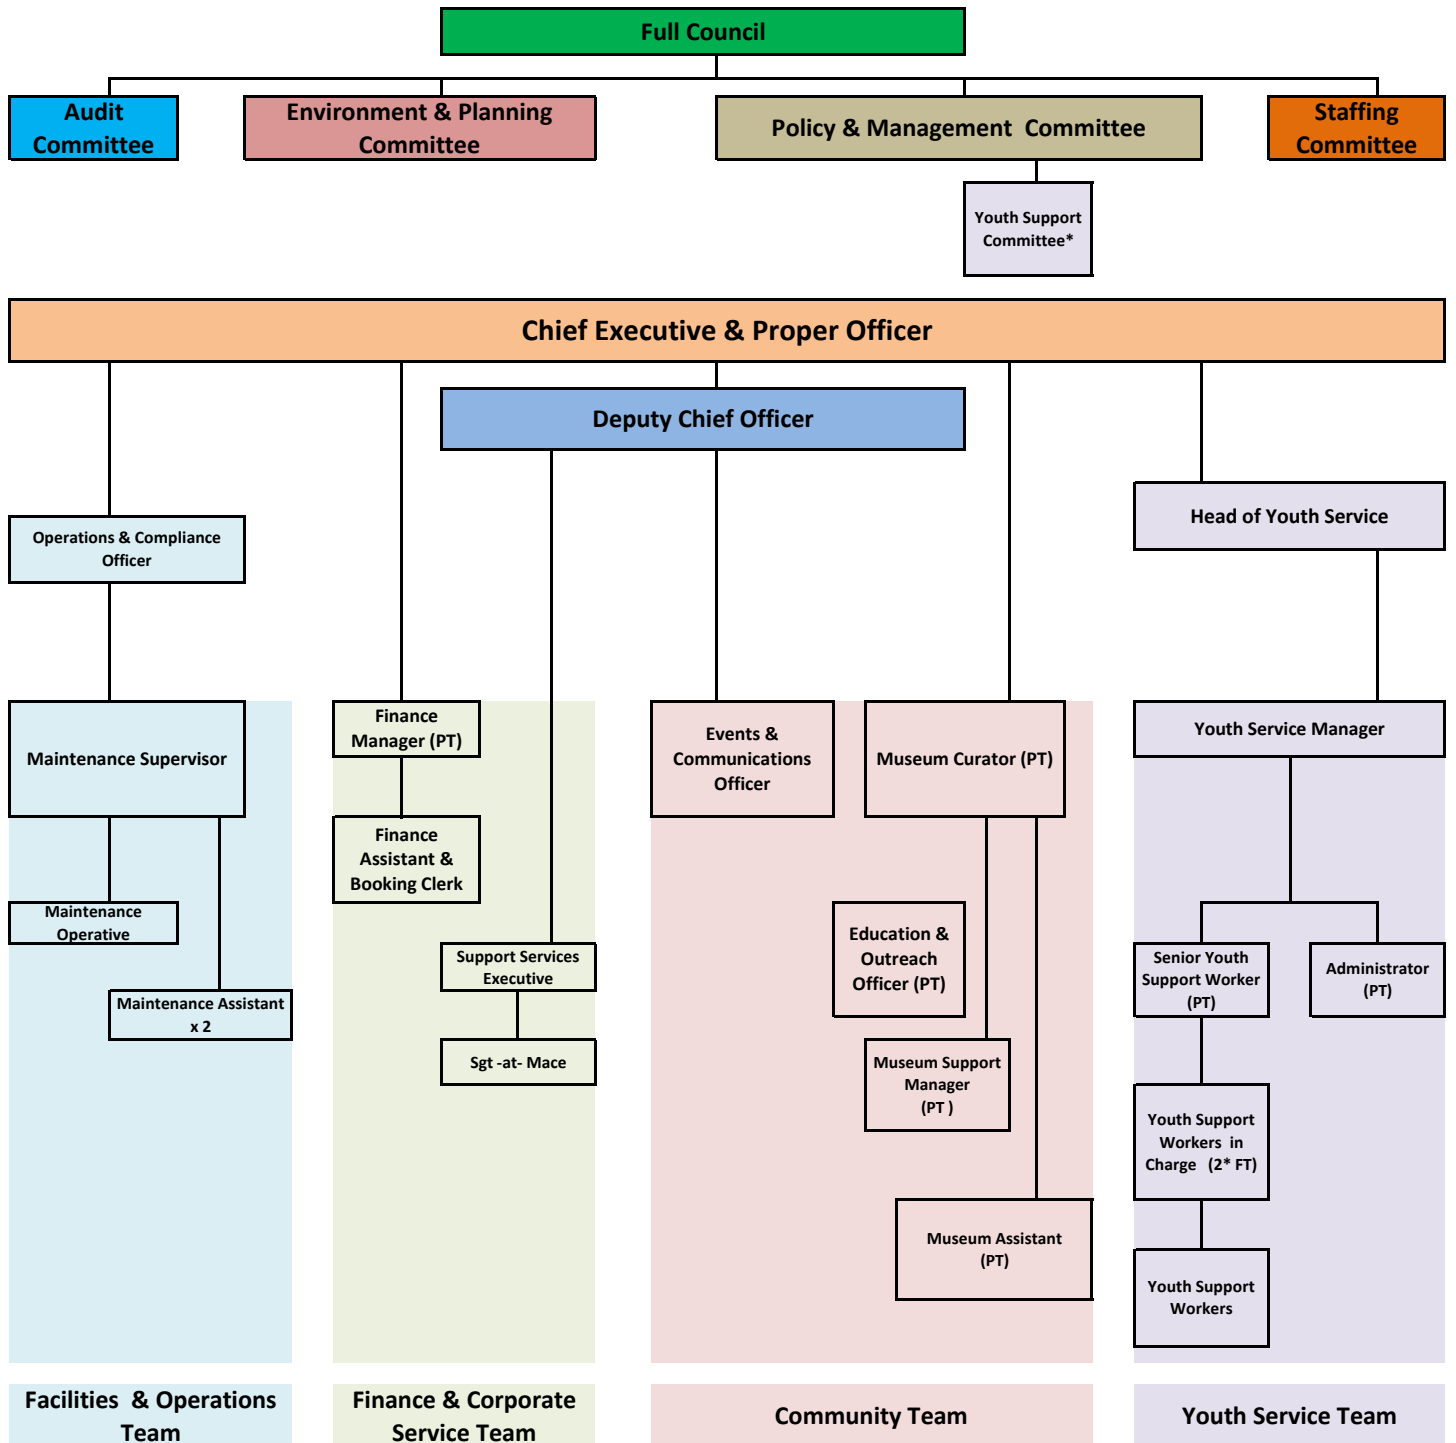 Full Council
Audit
Committee
Environment & Planning
Committee
Policy & Management  Committee
Staffing
Committee
Youth Support
Committee*
Chief Executive & Proper Officer
Deputy Chief Officer
Operations & Compliance
Officer
Head of Youth Service
Maintenance Supervisor
Finance
Manager (PT)
Events &
Communications
Officer
Museum Curator (PT)
Youth Service Manager
Finance
Assistant &
Booking Clerk
Maintenance
Operative
Maintenance Assistant
x 2
Support Services
Executive
Sgt -at- Mace
Education &
Outreach
Officer (PT)
Museum Support
Manager
(PT )
Museum Assistant
(PT)
Senior Youth
Support Worker
(PT)
Administrator
(PT)
Youth Support
Workers  in
Charge  (2* FT)
Youth Support
Workers
Facilities  & Operations
Team
Finance & Corporate
Service Team
Community Team
Youth Service Team